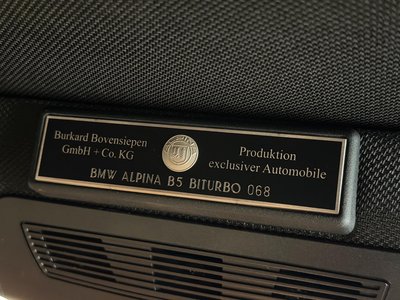 Burkard Bovensiepen
GmbH + Co. KG
Produktion
exclusiver Automobile
BMW ALPINA B5 BITURBO 068